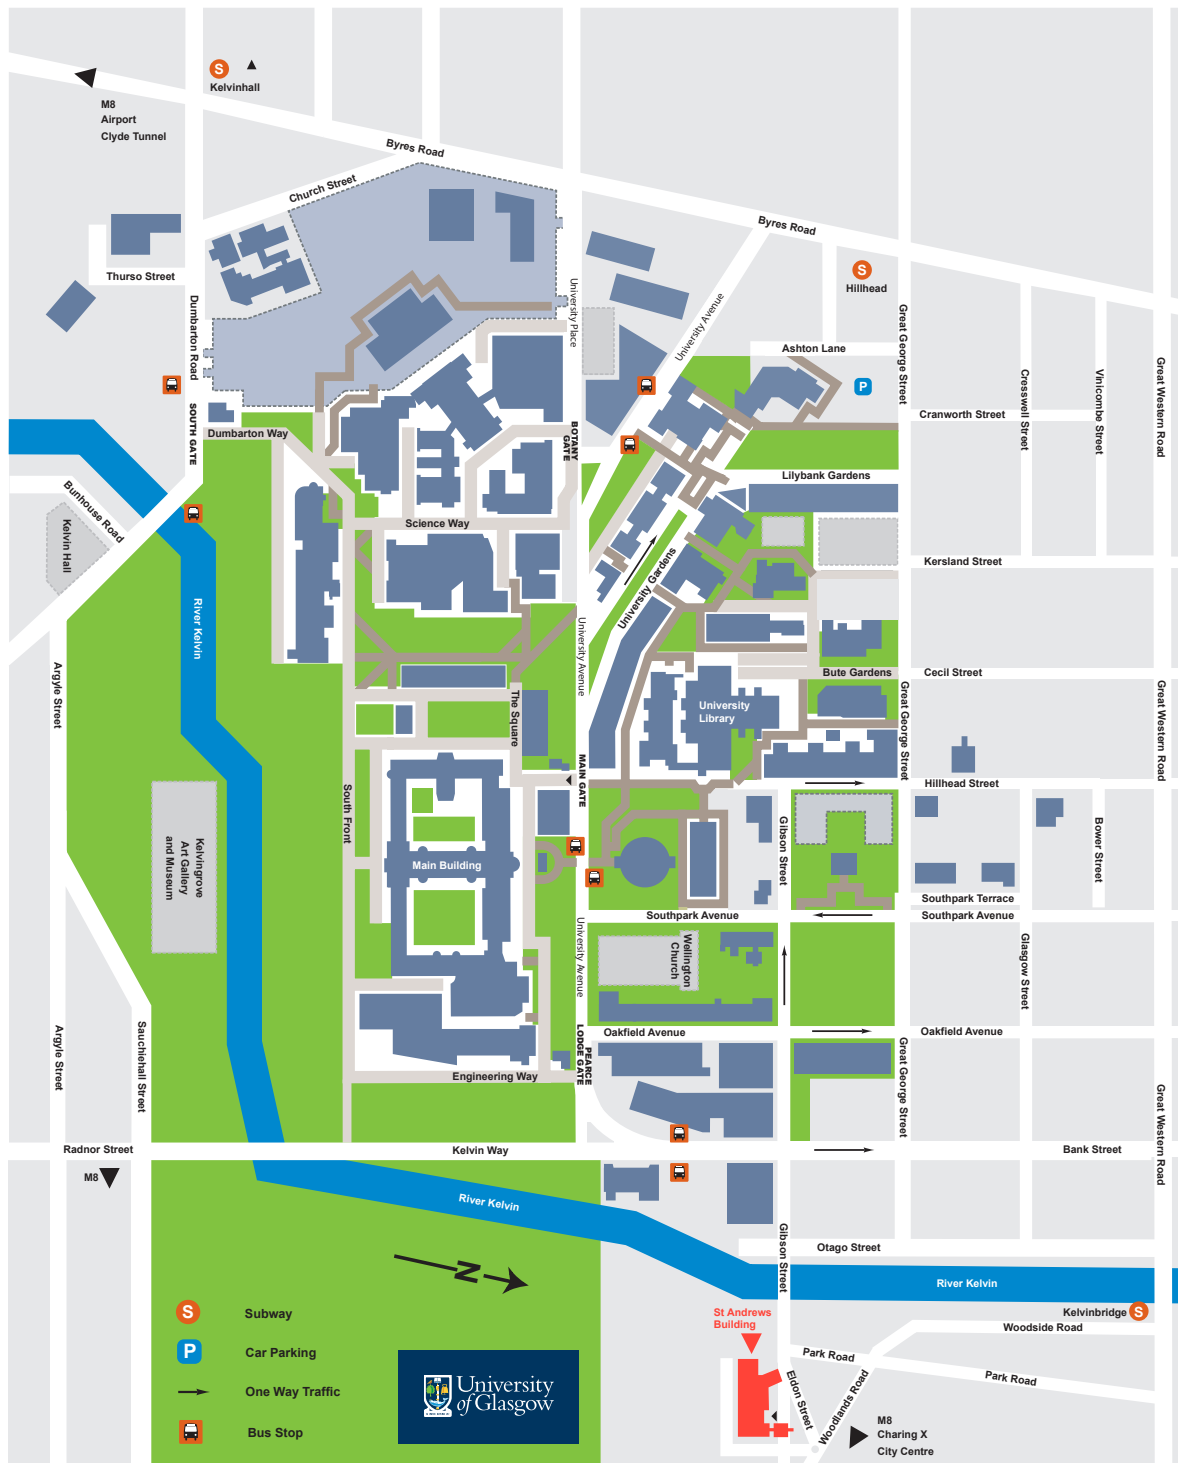 S
Kelvinhall
M8
Airport
Clyde Tunnel
Byres Road
Church Street
Byres Road
S
Hillhead
Thurso Street
Dumbarton Road
University Place
University Avenue
Great George Street
Ashton Lane
P
Cresswell Street
Vinicombe Street
Great Western Road
Cranworth Street
SOUTH GATE
Dumbarton Way
BOTANY
GATE
Lilybank Gardens
Bunhouse Road
Kelvin Hall
Science Way
Kersland Street
University Gardens
River Kelvin
University Avenue
Argyle Street
Bute Gardens
Cecil Street
The Square
University
Library
Great George Street
Great Western Road
MAIN GATE
Hillhead Street
South Front
Kelvingrove
Art Gallery
and Museum
Main Building
Gibson Street
Bower Street
Southpark Terrace
Southpark Avenue
Southpark Avenue
University Avenue
Wellington
Church
Glasgow Street
Argyle Street
Sauchiehall Street
PEARCE
LODGE GATE
Oakfield Avenue
Oakfield Avenue
Great George Street
Engineering Way
Great Western Road
Radnor Street
Kelvin Way
Bank Street
M8
River Kelvin
Gibson Street
Otago Street
River Kelvin
N
S
Subway
St Andrews
Building
Kelvinbridge
S
Woodside Road
P
Car Parking
Park Road
Park Road
One Way Traffic
Eldon Street
Woodlands Road
University
of Glasgow
Bus Stop
M8
Charing X
City Centre